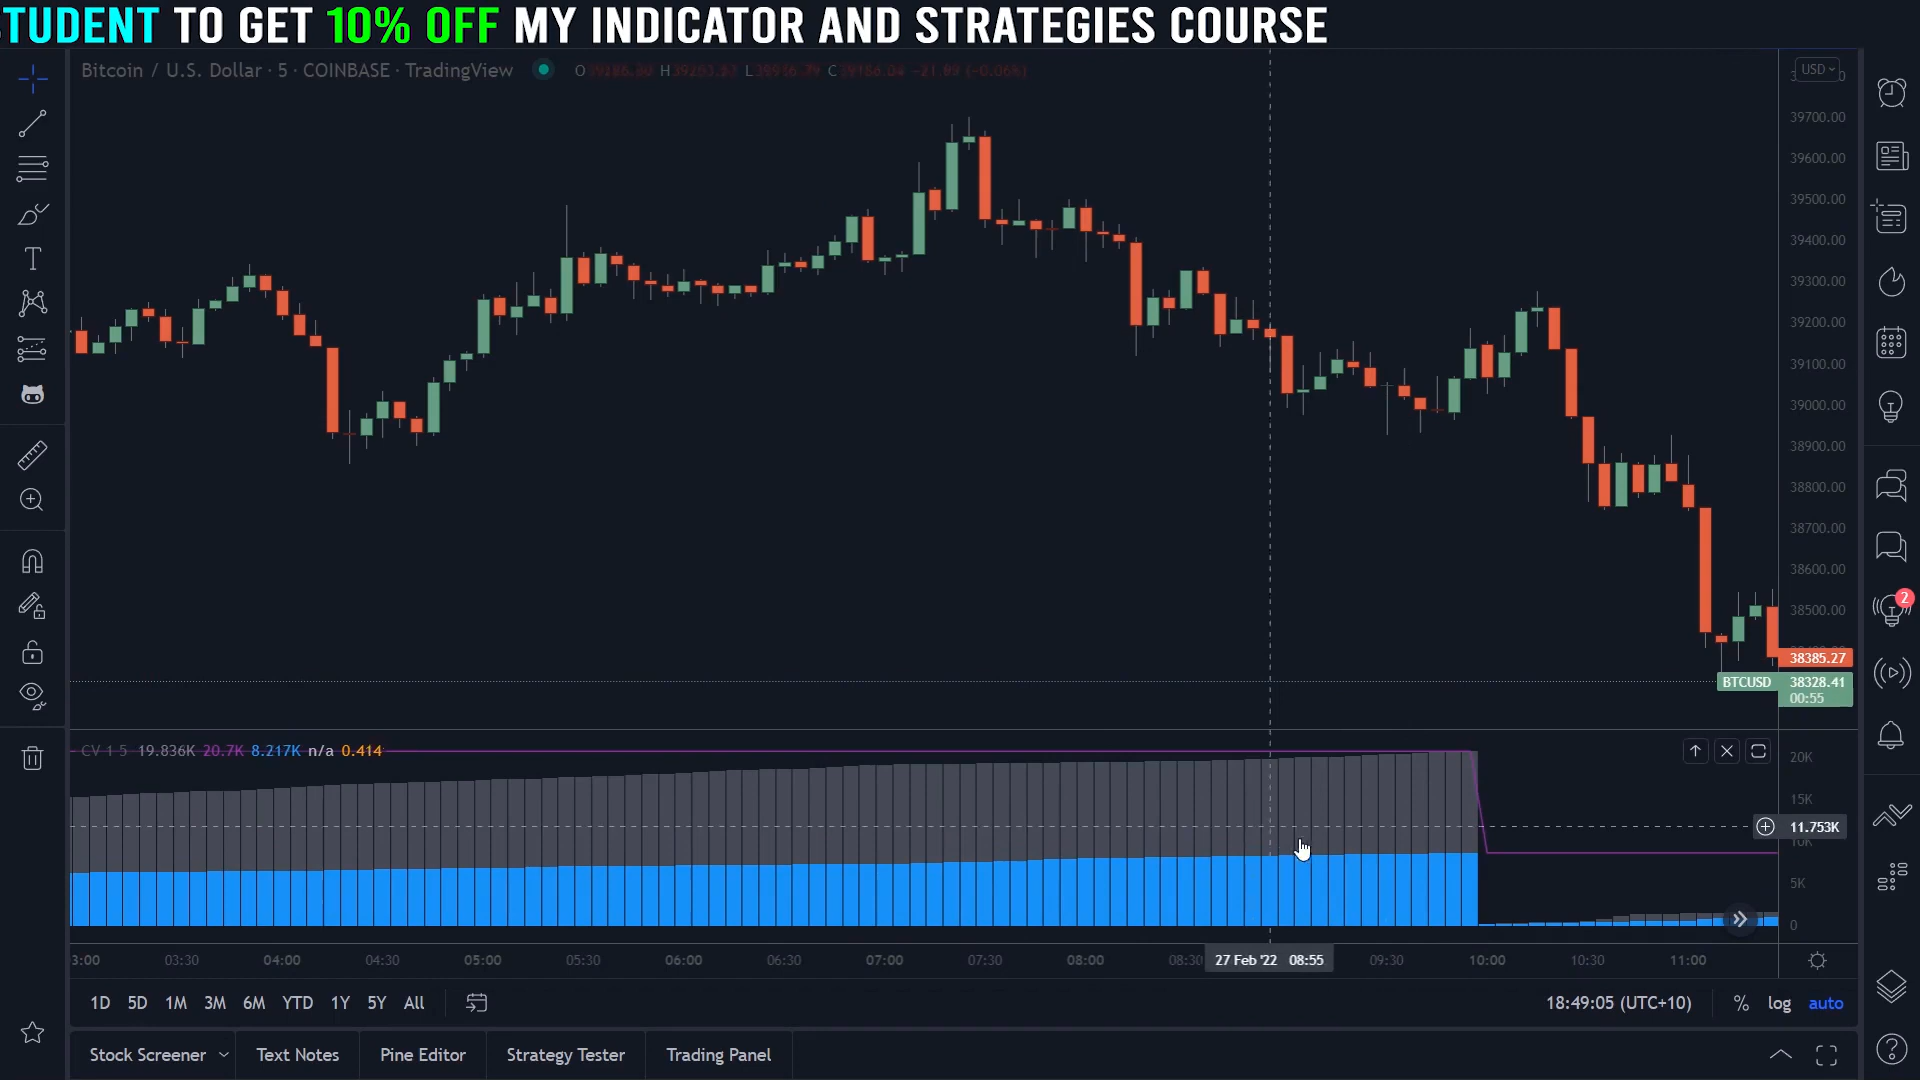 TUDENT TO GET 10% OFF MY INDICATOR AND STRATEGIES COURSE
Bitcoin / U.S. Dollar · 5 · COINBASE · TradingView
USD
39700.00
39600.00
39500.00
39400.00
39300.00
39200.00
39100.00
39000.00
38900.00
38800.00
38700.00
38600.00
38500.00
38385.27
BTCUSD 38328.41
00:55
2
CV 1 5 19.836K 20.7K 8.217K n/a 0.414
20K
15K
11.753K
5K
0
3:00 03:30 04:00 04:30 05:00 05:30 06:00 06:30 07:00 07:30 08:00 08:30 27 Feb '22 08:55 09:30 10:00 10:30 11:00
1D 5D 1M 3M 6M YTD 1Y 5Y All 18:49:05 (UTC+10) % log auto
Stock Screener Text Notes Pine Editor Strategy Tester Trading Panel